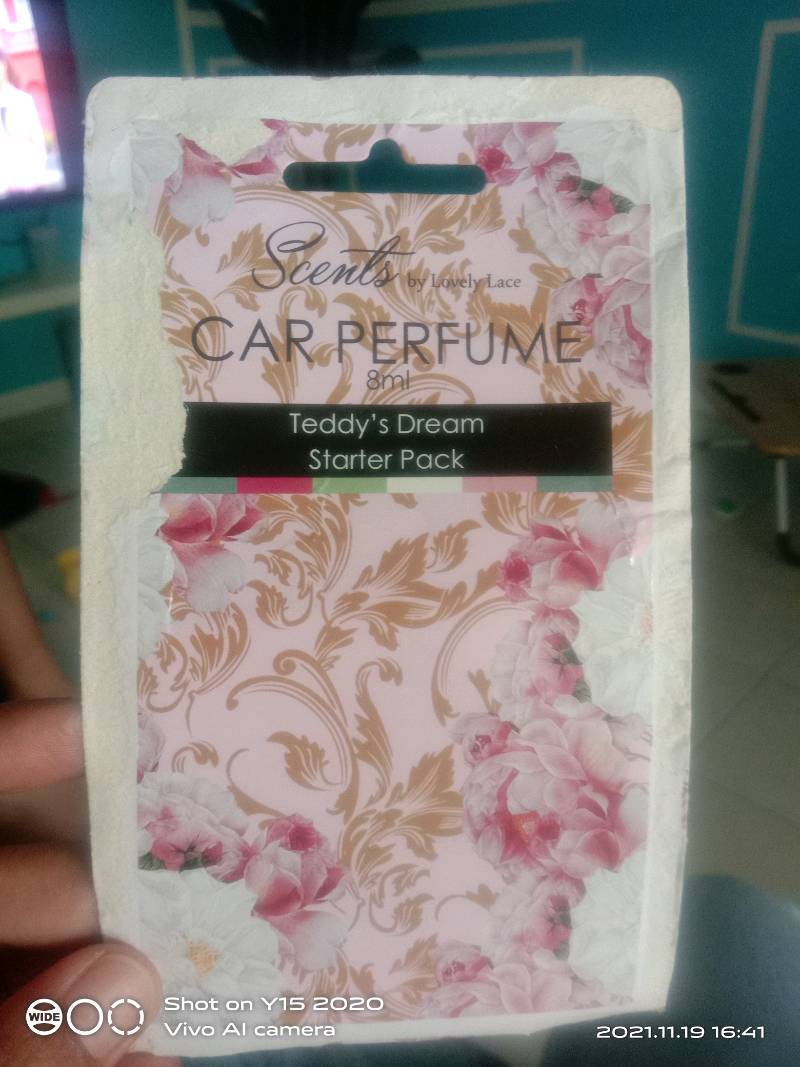 Scents by Lovely Lace
CAR PERFUME
8ml
Teddy's Dream
Starter Pack
WIDE
Shot on Y15 2020
Vivo AI camera
2021.11.19 16:41